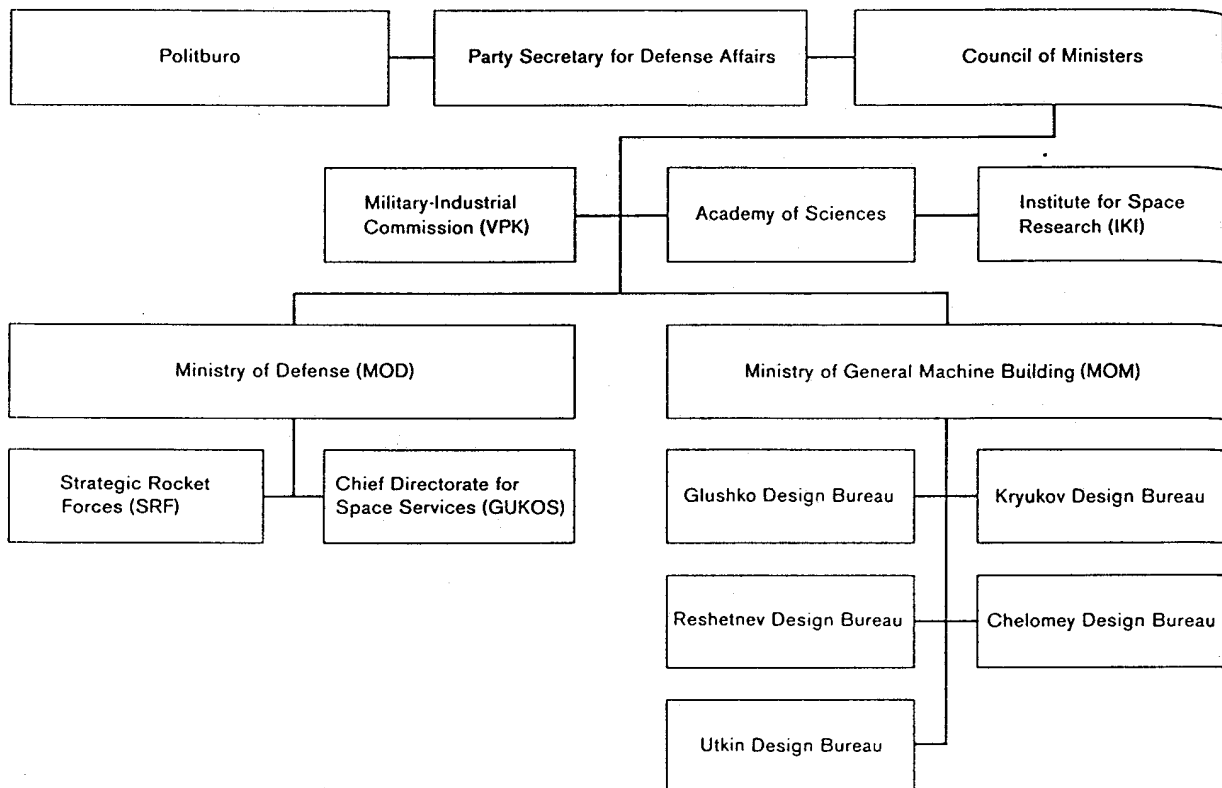 Politburo
Party Secretary for Defense Affairs
Council of Ministers
Military-Industrial
Commission (VPK)
Academy of Sciences
Institute for Space
Research (IKI)
Ministry of Defense (MOD)
Ministry of General Machine Building (MOM)
Strategic Rocket
Forces (SRF)
Chief Directorate for
Space Services (GUKOS)
Glushko Design Bureau
Kryukov Design Bureau
Reshetnev Design Bureau
Chelomey Design Bureau
Utkin Design Bureau